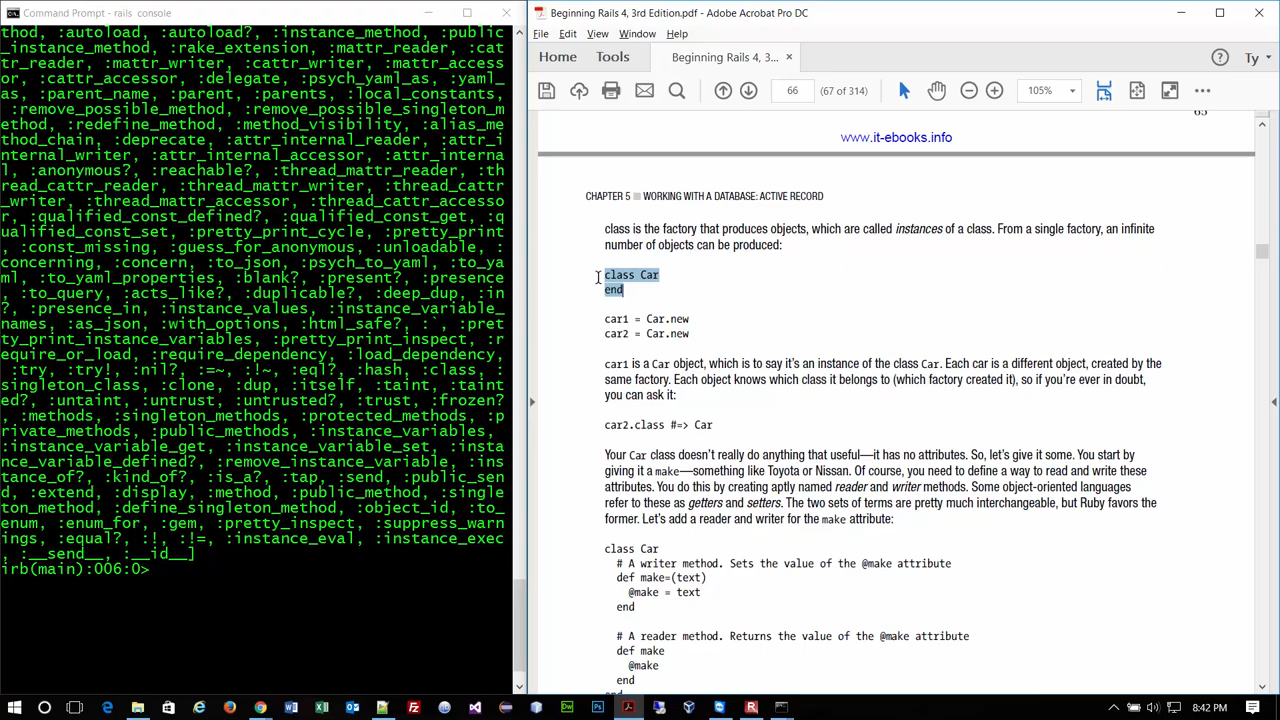 Command Prompt - rails  console
thod, :autoload, :autoload?, :instance_method, :public
_instance_method, :rake_extension, :mattr_reader, :cat
tr_reader, :mattr_writer, :cattr_writer, :mattr_access
or, :cattr_accessor, :delegate, :psych_yaml_as, :yaml_
as, :parent_name, :parent, :parents, :local_constants,
 :remove_possible_method, :remove_possible_singleton_m
ethod, :redefine_method, :method_visibility, :alias_me
thod_chain, :deprecate, :attr_internal_reader, :attr_i
nternal_writer, :attr_internal_accessor, :attr_interna
l, :anonymous?, :reachable?, :thread_mattr_reader, :th
read_cattr_reader, :thread_mattr_writer, :thread_cattr
_writer, :thread_mattr_accessor, :thread_cattr_accesso
r, :qualified_const_defined?, :qualified_const_get, :q
ualified_const_set, :pretty_print_cycle, :pretty_print
, :const_missing, :guess_for_anonymous, :unloadable, :
concerning, :concern, :to_json, :psych_to_yaml, :to_ya
ml, :to_yaml_properties, :blank?, :present?, :presence
, :to_query, :acts_like?, :duplicable?, :deep_dup, :in
?, :presence_in, :instance_values, :instance_variable_
names, :as_json, :with_options, :html_safe?, :`, :pret
ty_print_instance_variables, :pretty_print_inspect, :r
equire_or_load, :require_dependency, :load_dependency,
 :try, :try!, :nil?, :=~, :!~, :eql?, :hash, :class, :
singleton_class, :clone, :dup, :itself, :taint, :taint
ed?, :untaint, :untrust, :untrusted?, :trust, :frozen?
, :methods, :singleton_methods, :protected_methods, :p
rivate_methods, :public_methods, :instance_variables,
:instance_variable_get, :instance_variable_set, :insta
nce_variable_defined?, :remove_instance_variable, :ins
tance_of?, :kind_of?, :is_a?, :tap, :send, :public_sen
d, :extend, :display, :method, :public_method, :single
ton_method, :define_singleton_method, :object_id, :to_
enum, :enum_for, :gem, :pretty_inspect, :suppress_warn
ings, :equal?, :!, :!=, :instance_eval, :instance_exec
, :__send__, :__id__]
irb(main):006:0>
Beginning Rails 4, 3rd Edition.pdf - Adobe Acrobat Pro DC
File Edit View Window Help
Home Tools Beginning Rails 4, 3... × Ty
66 (67 of 314) 105%
65
www.it-ebooks.info
CHAPTER 5 ■ WORKING WITH A DATABASE: ACTIVE RECORD
class is the factory that produces objects, which are called instances of a class. From a single factory, an infinite
number of objects can be produced:
class Car
end
car1 = Car.new
car2 = Car.new
car1 is a Car object, which is to say it's an instance of the class Car. Each car is a different object, created by the
same factory. Each object knows which class it belongs to (which factory created it), so if you're ever in doubt,
you can ask it:
car2.class #=> Car
Your Car class doesn't really do anything that useful—it has no attributes. So, let's give it some. You start by
giving it a make—something like Toyota or Nissan. Of course, you need to define a way to read and write these
attributes. You do this by creating aptly named reader and writer methods. Some object-oriented languages
refer to these as getters and setters. The two sets of terms are pretty much interchangeable, but Ruby favors the
former. Let's add a reader and writer for the make attribute:
class Car
  # A writer method. Sets the value of the @make attribute
  def make=(text)
    @make = text
  end
  # A reader method. Returns the value of the @make attribute
  def make
    @make
  end
end
8:42 PM